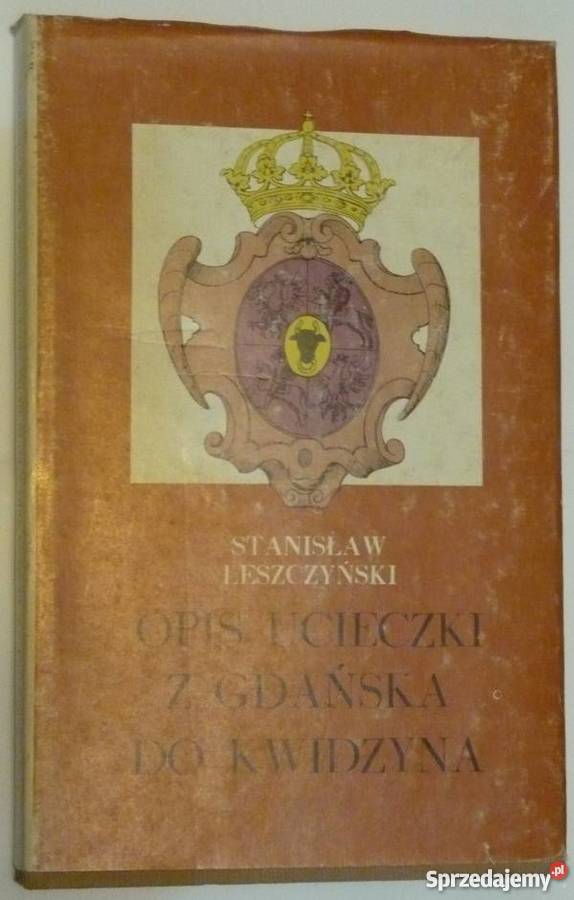 STANISŁAW
LESZCZYŃSKI
OPIS UCIECZKI
Z GDAŃSKA
DO KWIDZYNA
Sprzedajemy.pl